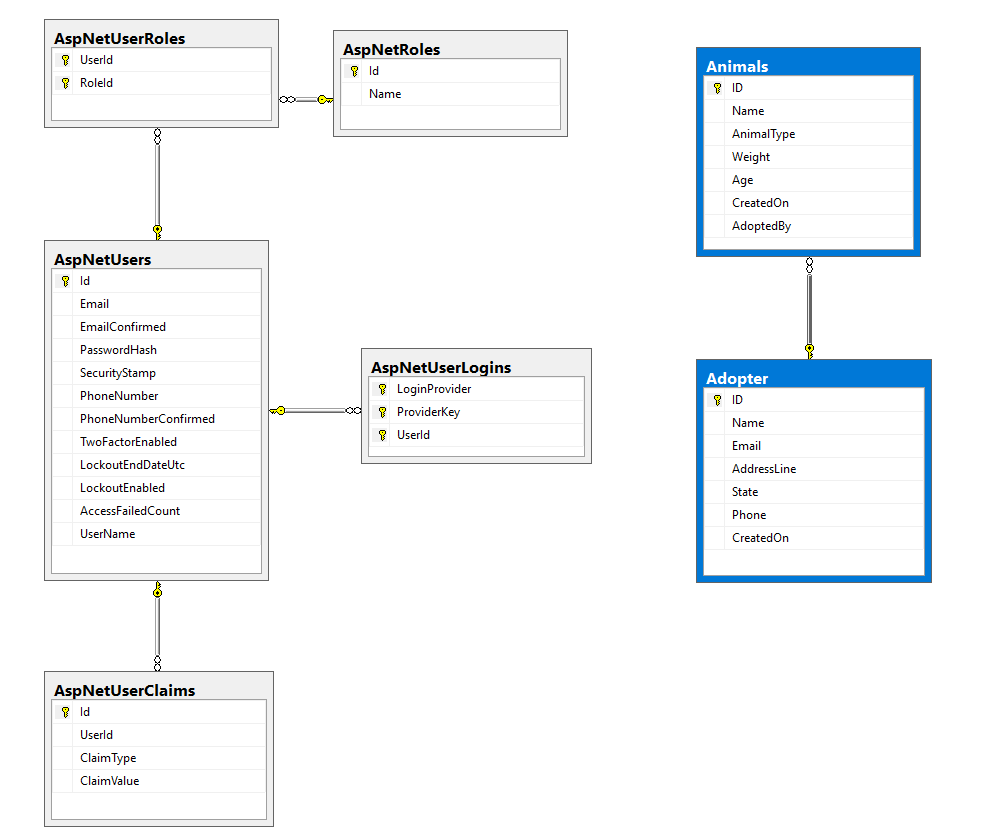 AspNetUserRoles
UserId
RoleId
AspNetRoles
Id
Name
Animals
ID
Name
AnimalType
Weight
Age
CreatedOn
AdoptedBy
AspNetUsers
Id
Email
EmailConfirmed
PasswordHash
SecurityStamp
PhoneNumber
PhoneNumberConfirmed
TwoFactorEnabled
LockoutEndDateUtc
LockoutEnabled
AccessFailedCount
UserName
AspNetUserLogins
LoginProvider
ProviderKey
UserId
Adopter
ID
Name
Email
AddressLine
State
Phone
CreatedOn
AspNetUserClaims
Id
UserId
ClaimType
ClaimValue